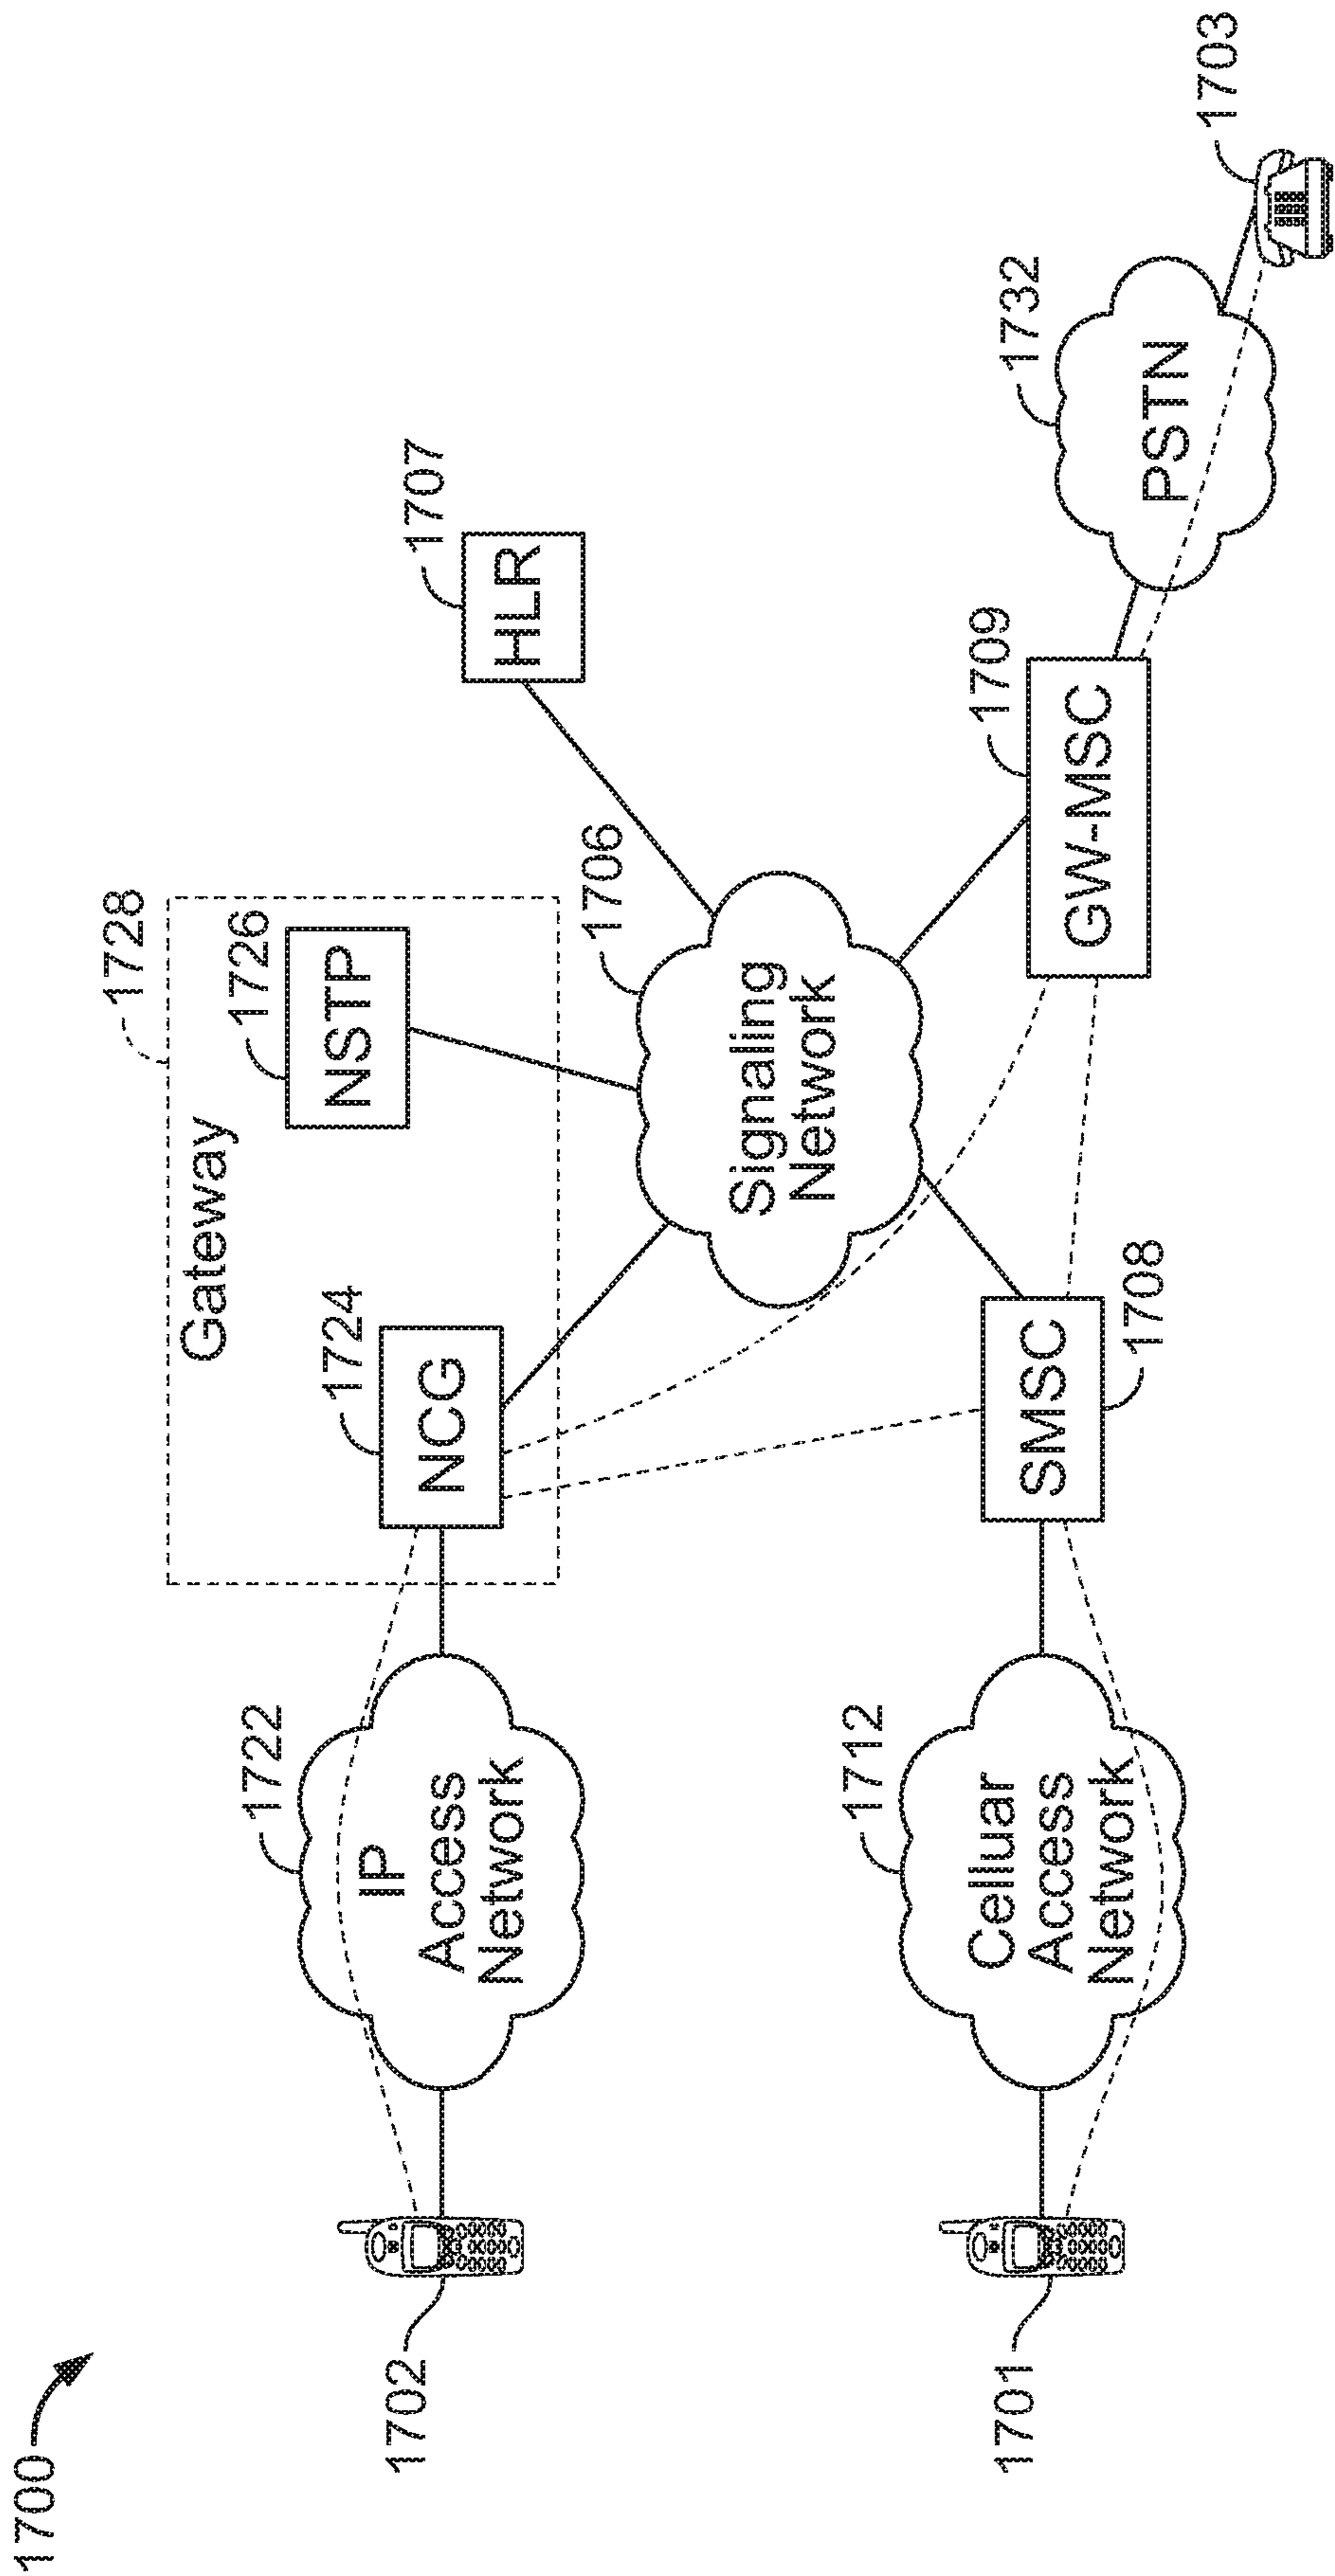 1700
1728
Gateway
1726
NSTP
1724
NCG
1707
HLR
1722
IP
Access
Network
1706
Signaling
Network
1702
1709
GW-MSC
1732
PSTN
1703
1712
Celluar
Access
Network
SMSC
1708
1701